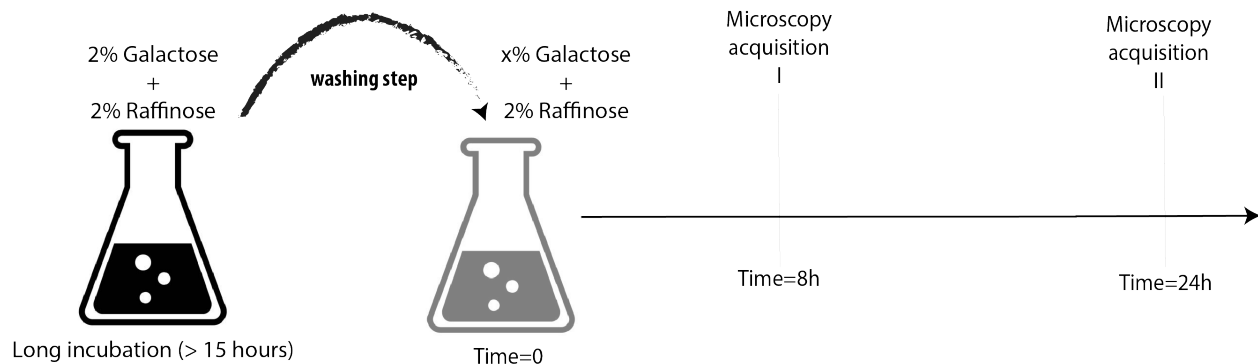 2% Galactose
+
2% Raffinose
washing step
x% Galactose
+
2% Raffinose
Microscopy
acquisition
I
Microscopy
acquisition
II
Long incubation (> 15 hours)
Time=0
Time=8h
Time=24h